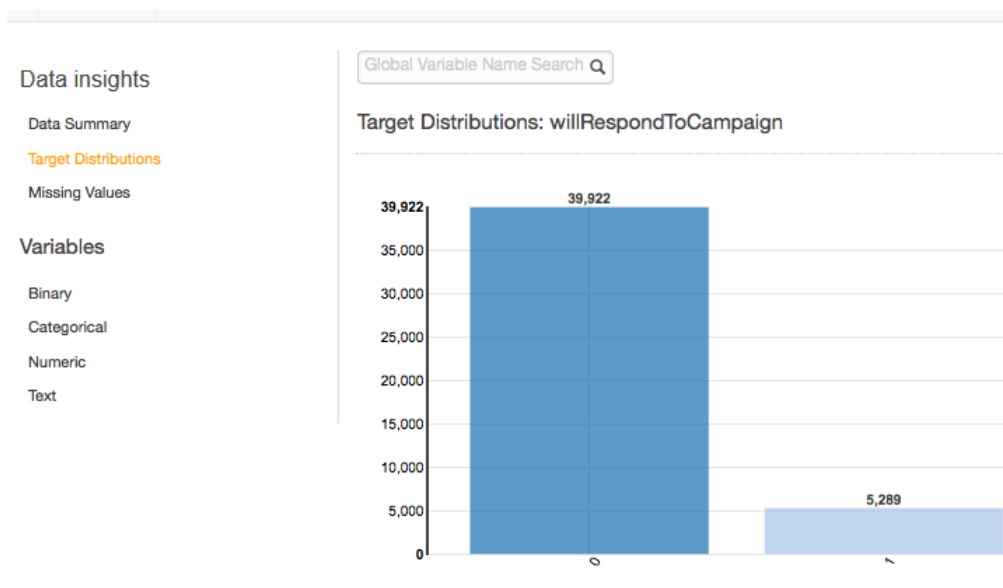 Data insights
Data Summary
Target Distributions
Missing Values
Variables
Binary
Categorical
Numeric
Text
Global Variable Name Search
Target Distributions: willRespondToCampaign
39,922
39,922
35,000
30,000
25,000
20,000
15,000
10,000
5,289
5,000
0
0
1